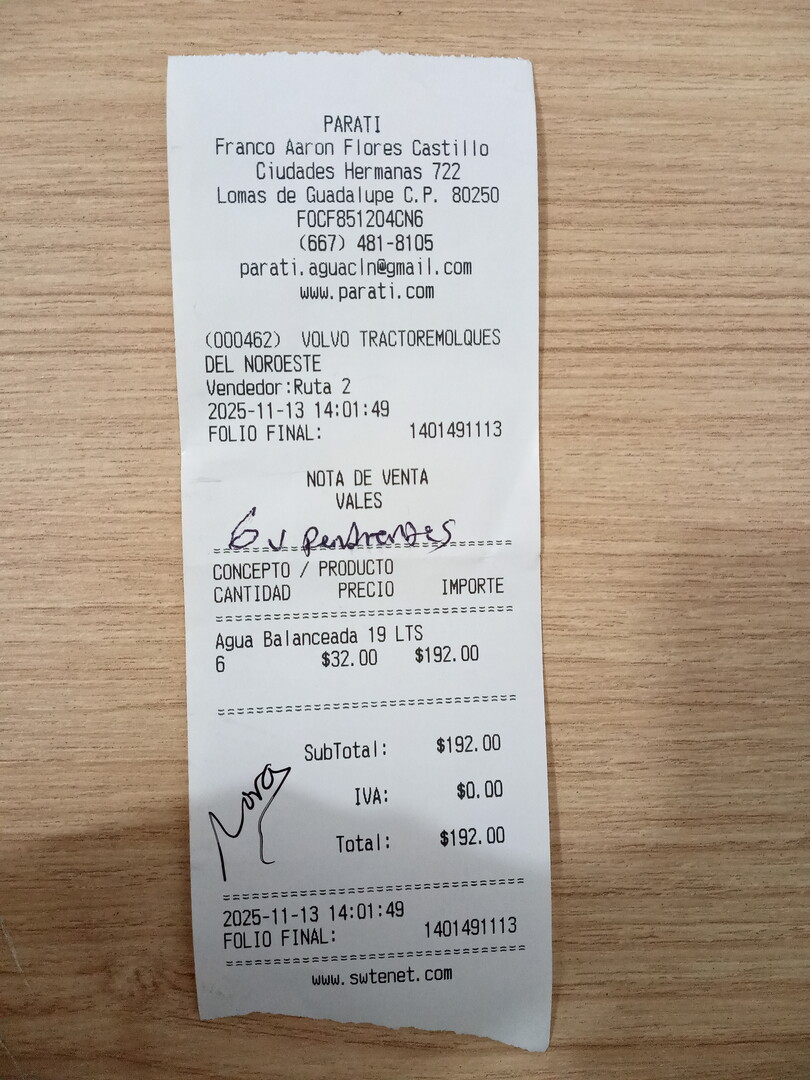 PARATI
Franco Aaron Flores Castillo
Ciudades Hermanas 722
Lomas de Guadalupe C.P. 80250
FOCF851204CN6
(667) 481-8105
parati.aguacln@gmail.com
www.parati.com
(000462) VOLVO TRACTOREMOLQUES
DEL NOROESTE
Vendedor:Ruta 2
2025-11-13 14:01:49
FOLIO FINAL: 1401491113
NOTA DE VENTA
VALES
6 v pendientes
CONCEPTO / PRODUCTO
CANTIDAD PRECIO IMPORTE
Agua Balanceada 19 LTS
6 $32.00 $192.00
SubTotal: $192.00
IVA: $0.00
Total: $192.00
2025-11-13 14:01:49
FOLIO FINAL: 1401491113
www.swtenet.com